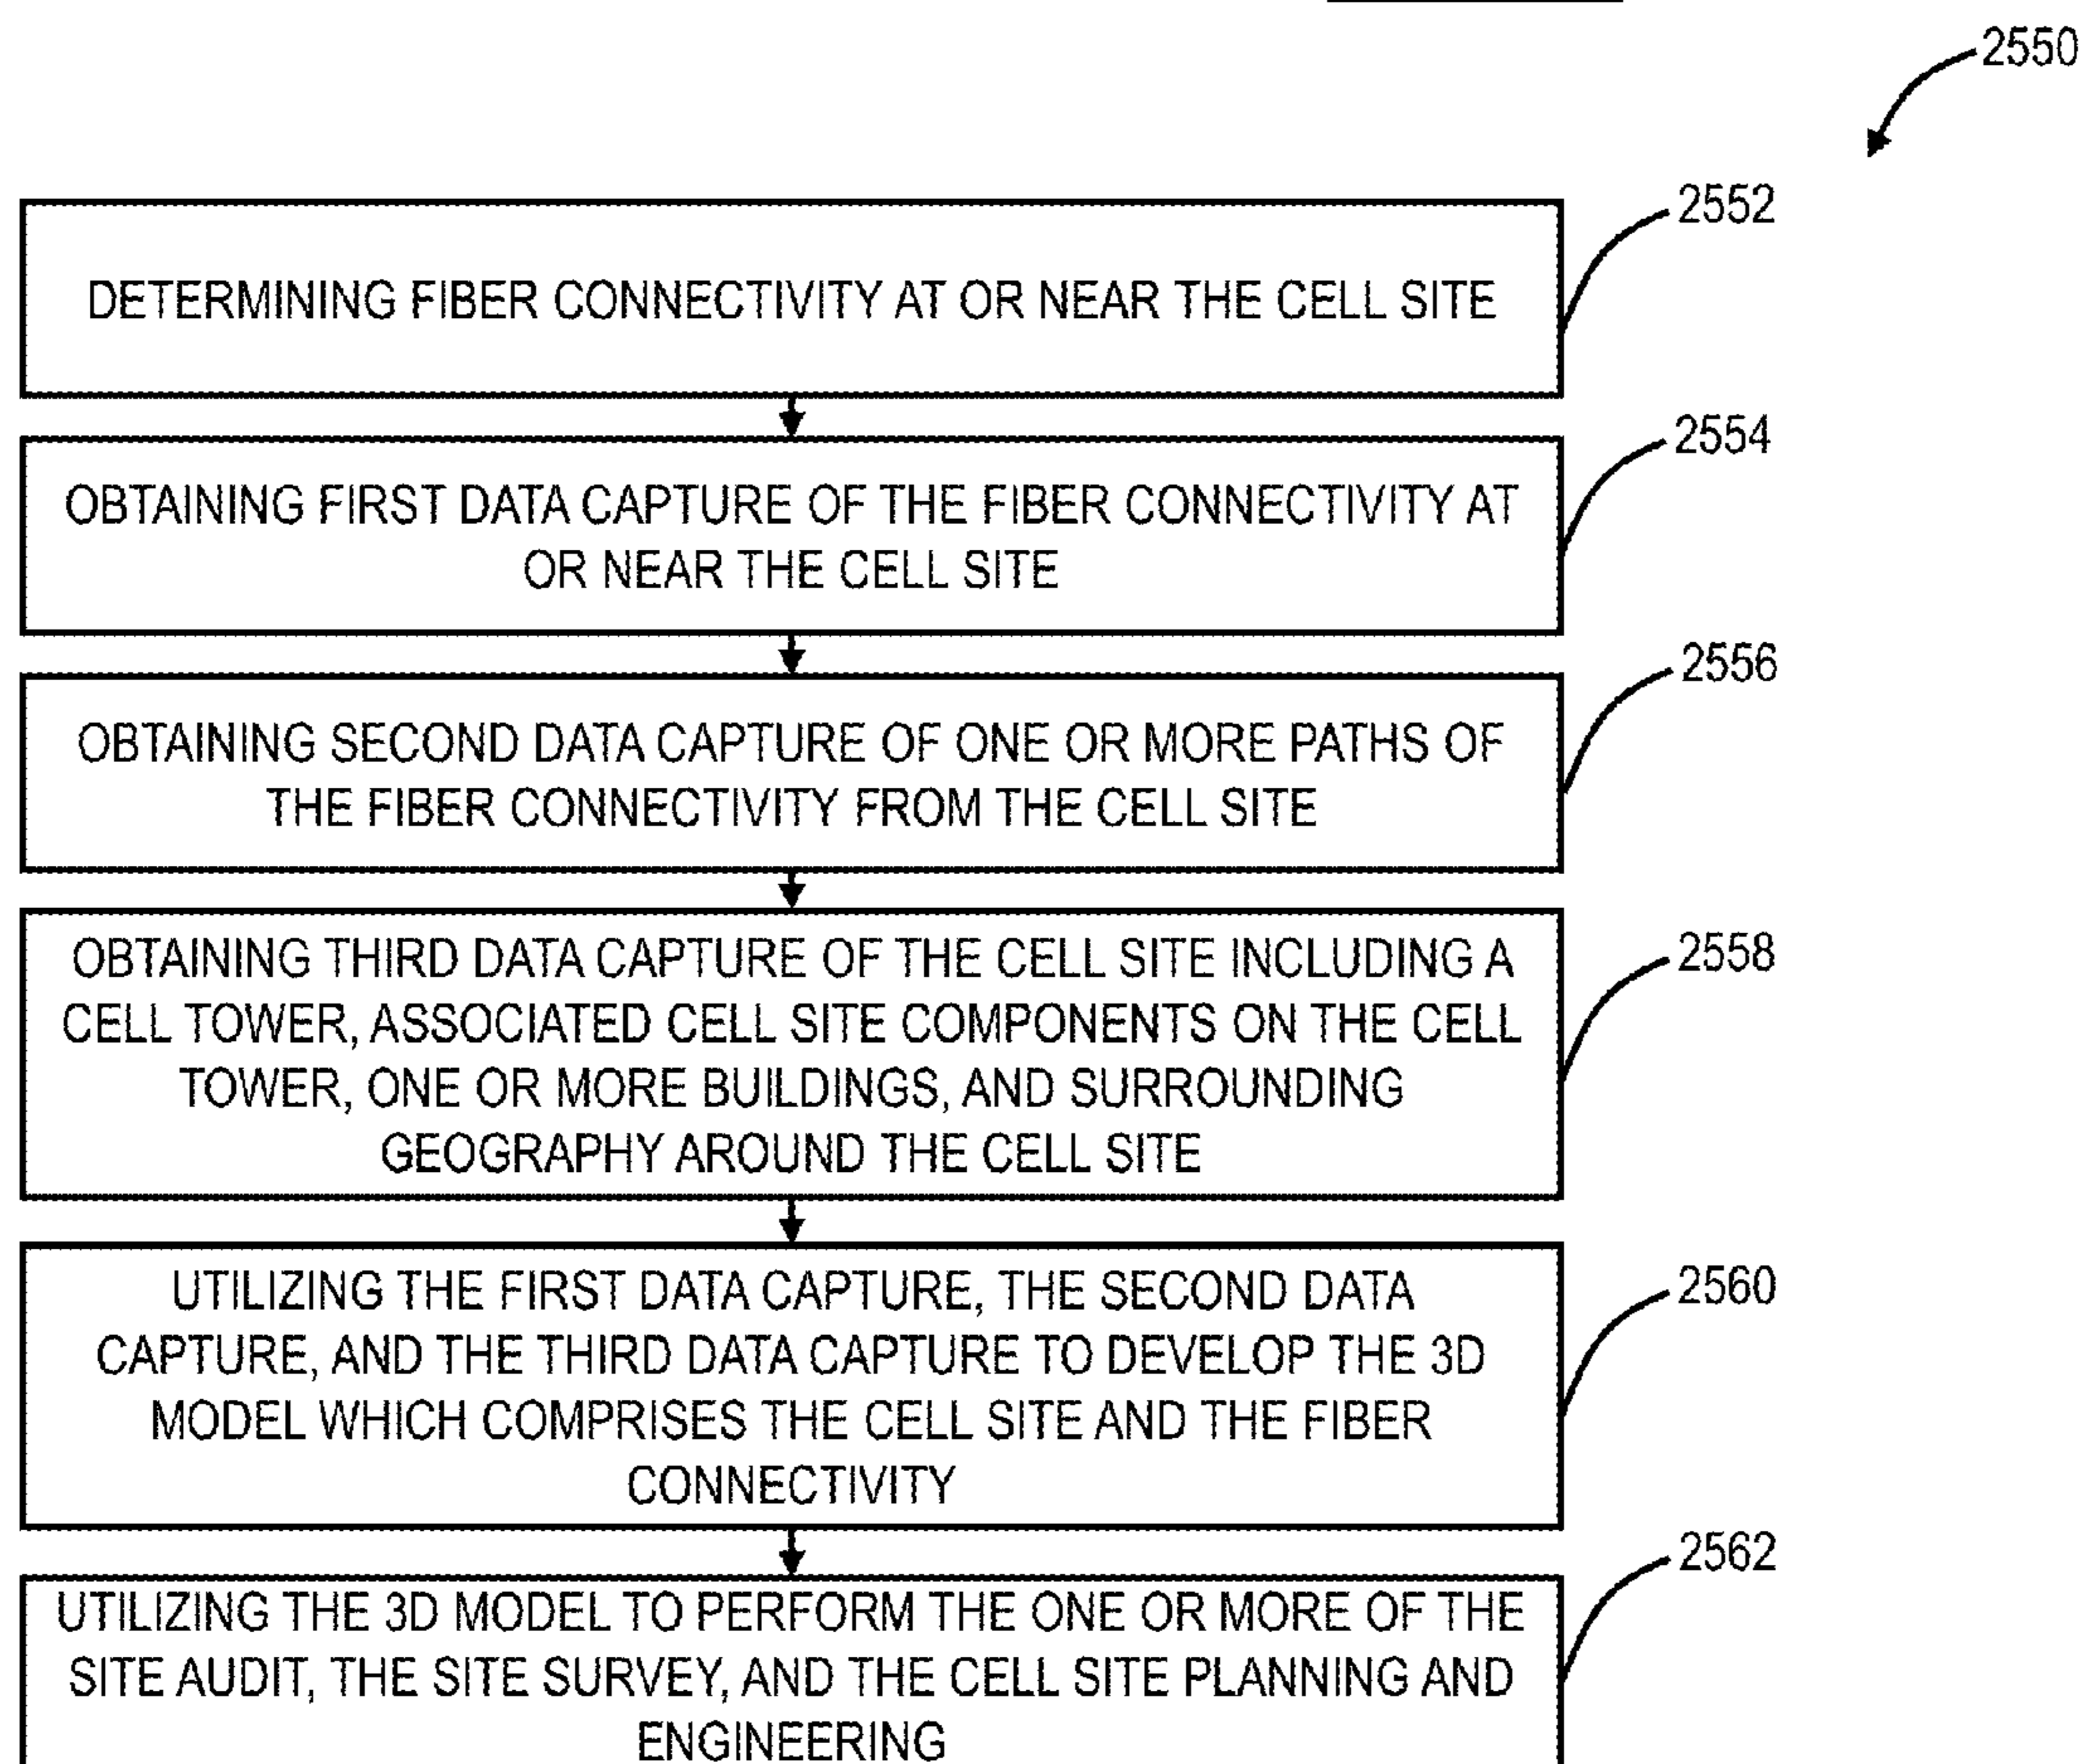 2550
2552
DETERMINING FIBER CONNECTIVITY AT OR NEAR THE CELL SITE
2554
OBTAINING FIRST DATA CAPTURE OF THE FIBER CONNECTIVITY AT
OR NEAR THE CELL SITE
2556
OBTAINING SECOND DATA CAPTURE OF ONE OR MORE PATHS OF
THE FIBER CONNECTIVITY FROM THE CELL SITE
2558
OBTAINING THIRD DATA CAPTURE OF THE CELL SITE INCLUDING A
CELL TOWER, ASSOCIATED CELL SITE COMPONENTS ON THE CELL
TOWER, ONE OR MORE BUILDINGS, AND SURROUNDING
GEOGRAPHY AROUND THE CELL SITE
2560
UTILIZING THE FIRST DATA CAPTURE, THE SECOND DATA
CAPTURE, AND THE THIRD DATA CAPTURE TO DEVELOP THE 3D
MODEL WHICH COMPRISES THE CELL SITE AND THE FIBER
CONNECTIVITY
2562
UTILIZING THE 3D MODEL TO PERFORM THE ONE OR MORE OF THE
SITE AUDIT, THE SITE SURVEY, AND THE CELL SITE PLANNING AND
ENGINEERING